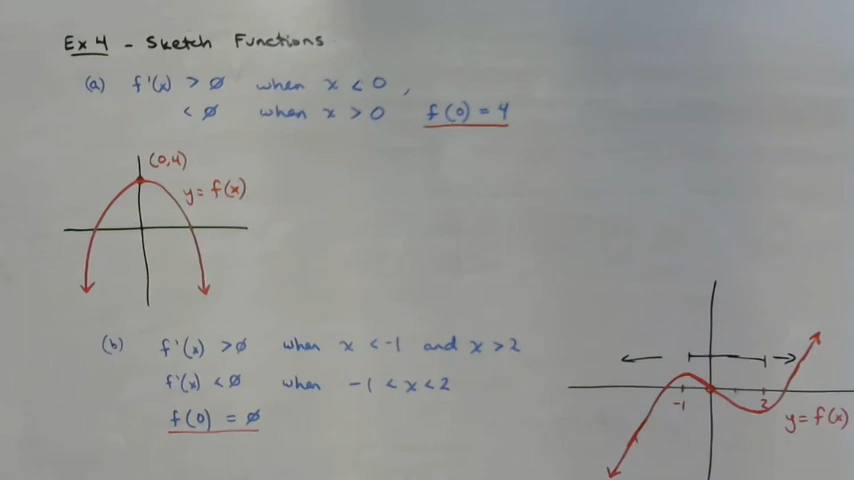 Ex 4 - Sketch Functions
(a) f'(x) > ∅ when x < 0,
< ∅ when x > 0 f(0) = 4
(0,4)
y = f(x)
(b) f'(x) > ∅ when x < -1 and x > 2
f'(x) < ∅ when -1 < x < 2
f(0) = ∅
-1 2
y = f(x)